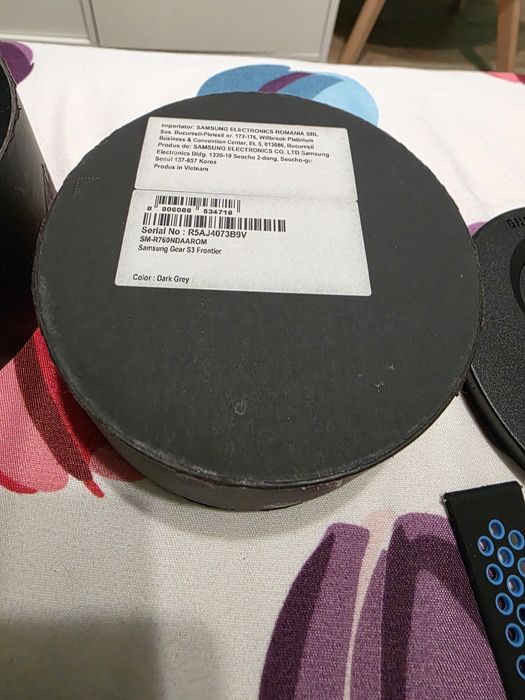 Importator: SAMSUNG ELECTRONICS ROMANIA SRL
Sos. Bucuresti-Ploiesti nr. 172-176, Willbrook Platinium
Business & Convention Center, Et. 5, 013686, Bucuresti
Produs de: SAMSUNG ELECTRONICS CO. LTD Samsung
Electronics Bldg. 1320-10 Seocho 2-dong, Seocho-gu
Seoul 137-857 Korea
Produs in Vietnam
8 806088 534718
Serial No : R5AJ4073B9V
SM-R760NDAAROM
Samsung Gear S3 Frontier
Color : Dark Grey